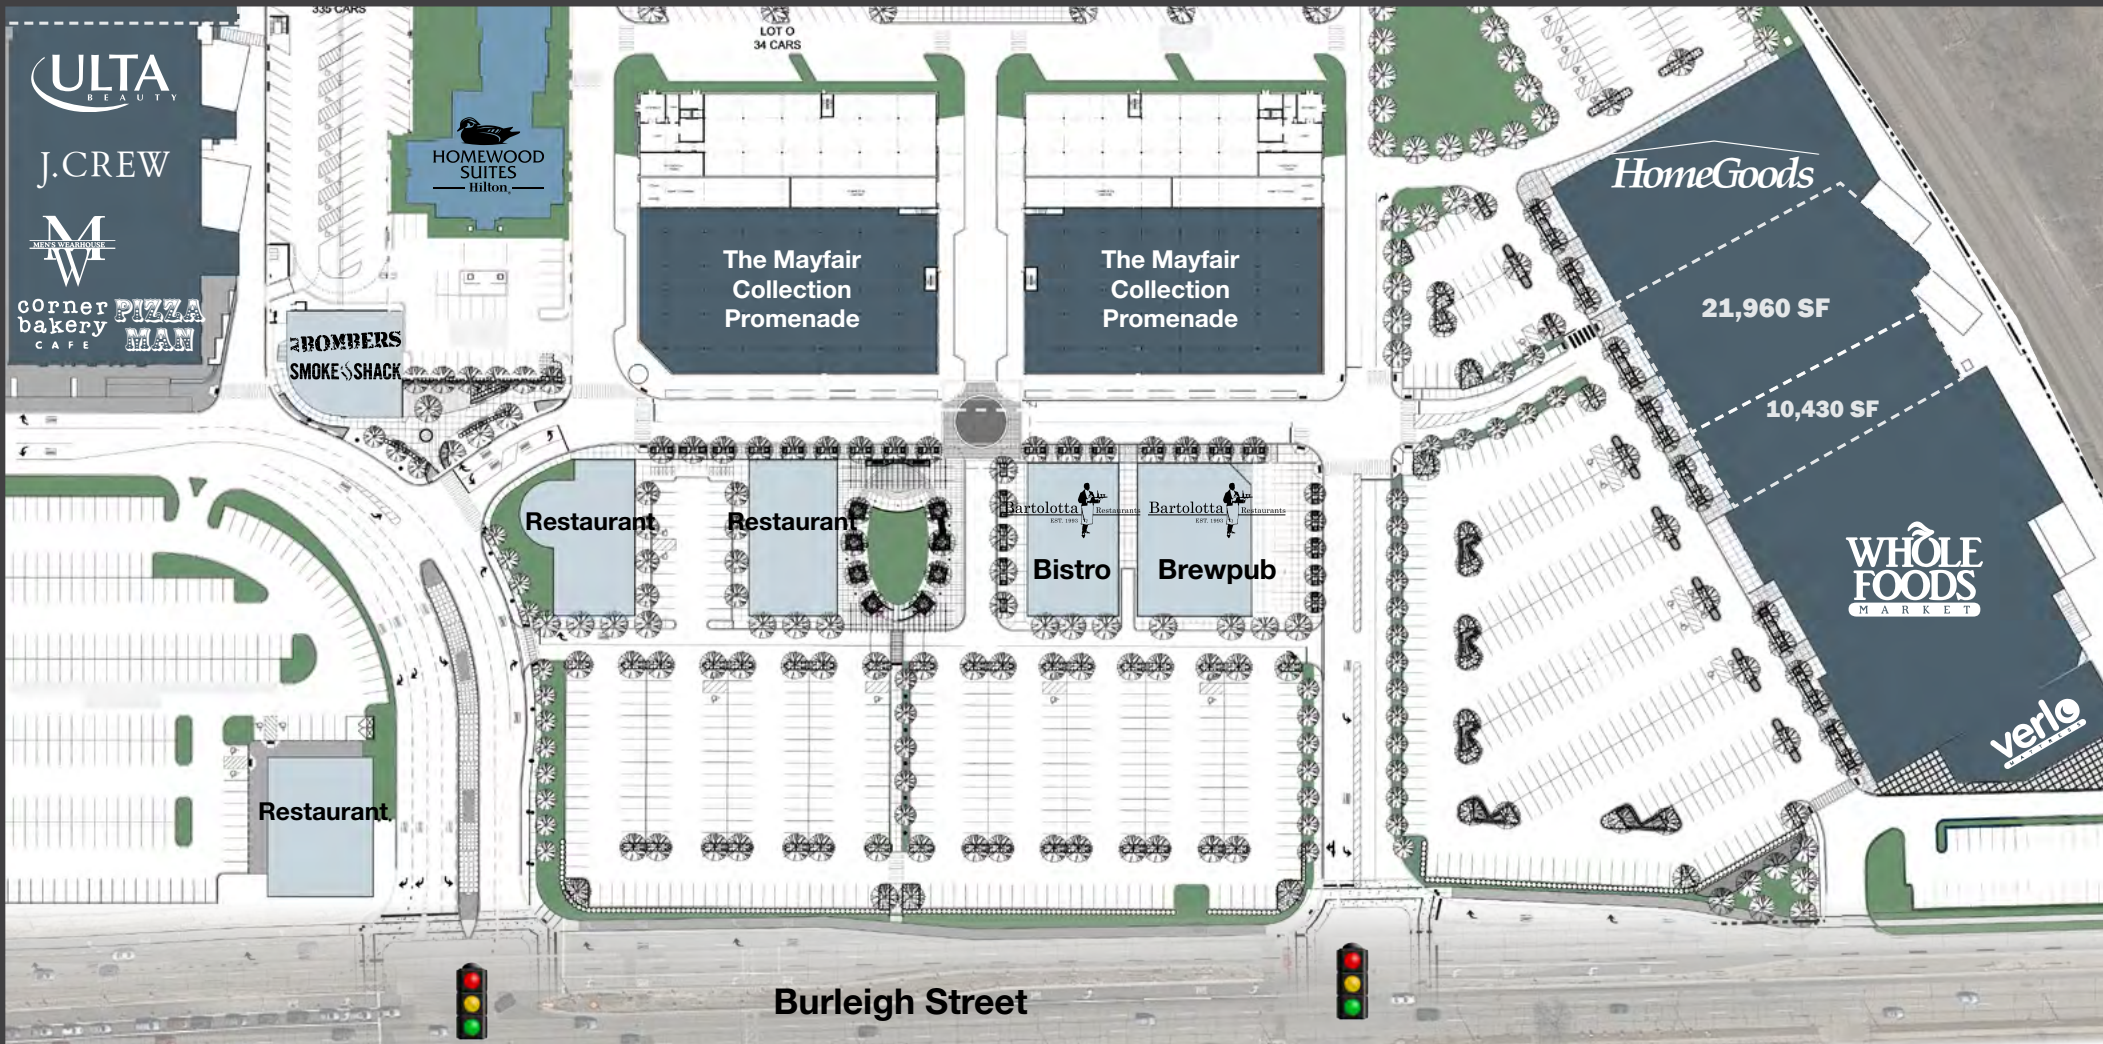 335 CARS
LOT O
34 CARS
ULTA
BEAUTY
J.CREW
MW
MEN'S WEARHOUSE
corner
bakery
CAFE
PIZZA
MAN
HOMEWOOD
SUITES
Hilton
BOMBERS
SMOKE SHACK
The Mayfair
Collection
Promenade
The Mayfair
Collection
Promenade
HomeGoods
21,960 SF
10,430 SF
Restaurant
Restaurant
Bartolotta Restaurants
EST. 1993
Bistro
Bartolotta Restaurants
EST. 1993
Brewpub
WHOLE
FOODS
MARKET
verlo
MATTRESS
Restaurant
Burleigh Street